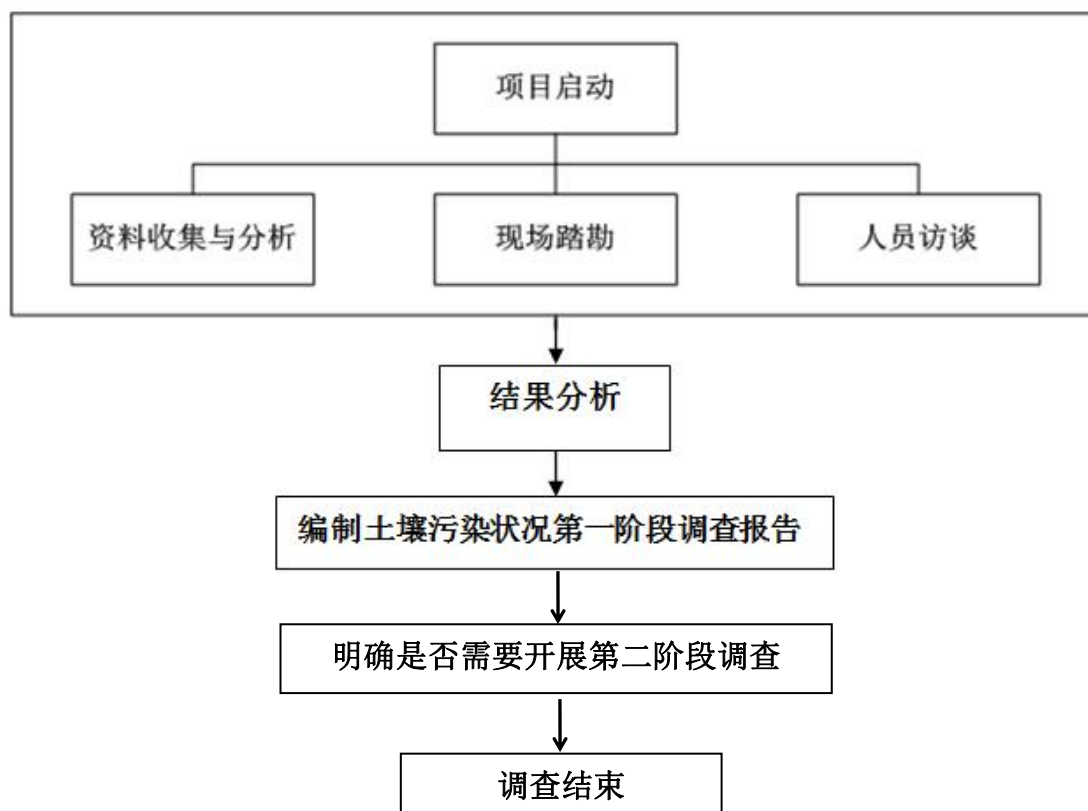 项目启动
资料收集与分析
现场踏勘
人员访谈
结果分析
编制土壤污染状况第一阶段调查报告
明确是否需要开展第二阶段调查
调查结束